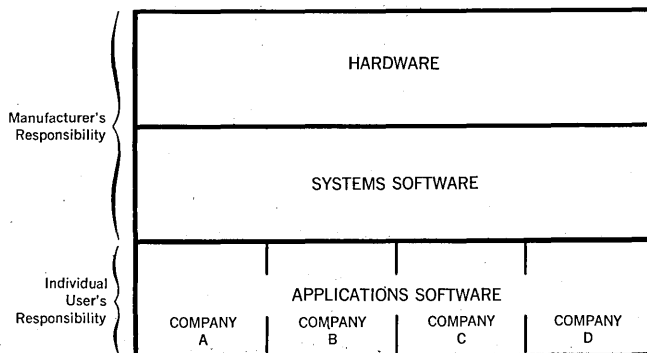 HARDWARE
Manufacturer's
Responsibility
SYSTEMS SOFTWARE
Individual
User's
Responsibility
APPLICATIONS SOFTWARE
COMPANY
A
COMPANY
B
COMPANY
C
COMPANY
D